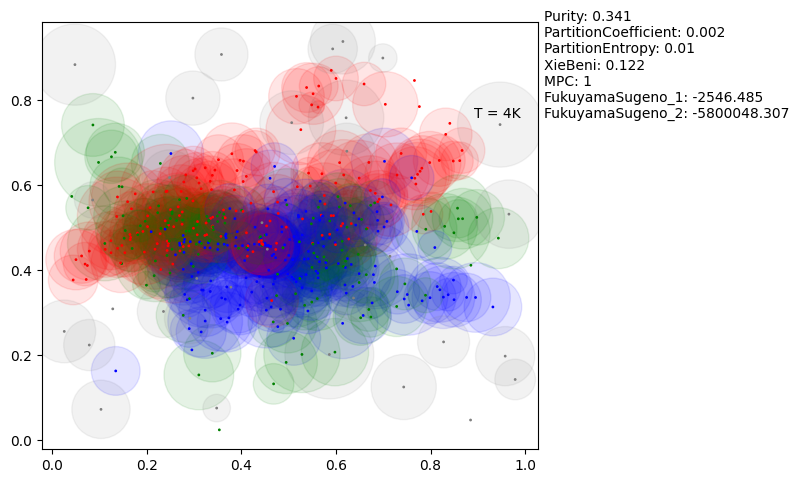 Purity: 0.341
PartitionCoefficient: 0.002
PartitionEntropy: 0.01
XieBeni: 0.122
MPC: 1
FukuyamaSugeno_1: -2546.485
FukuyamaSugeno_2: -5800048.307
T = 4K
0.8
0.6
0.4
0.2
0.0
0.0 0.2 0.4 0.6 0.8 1.0